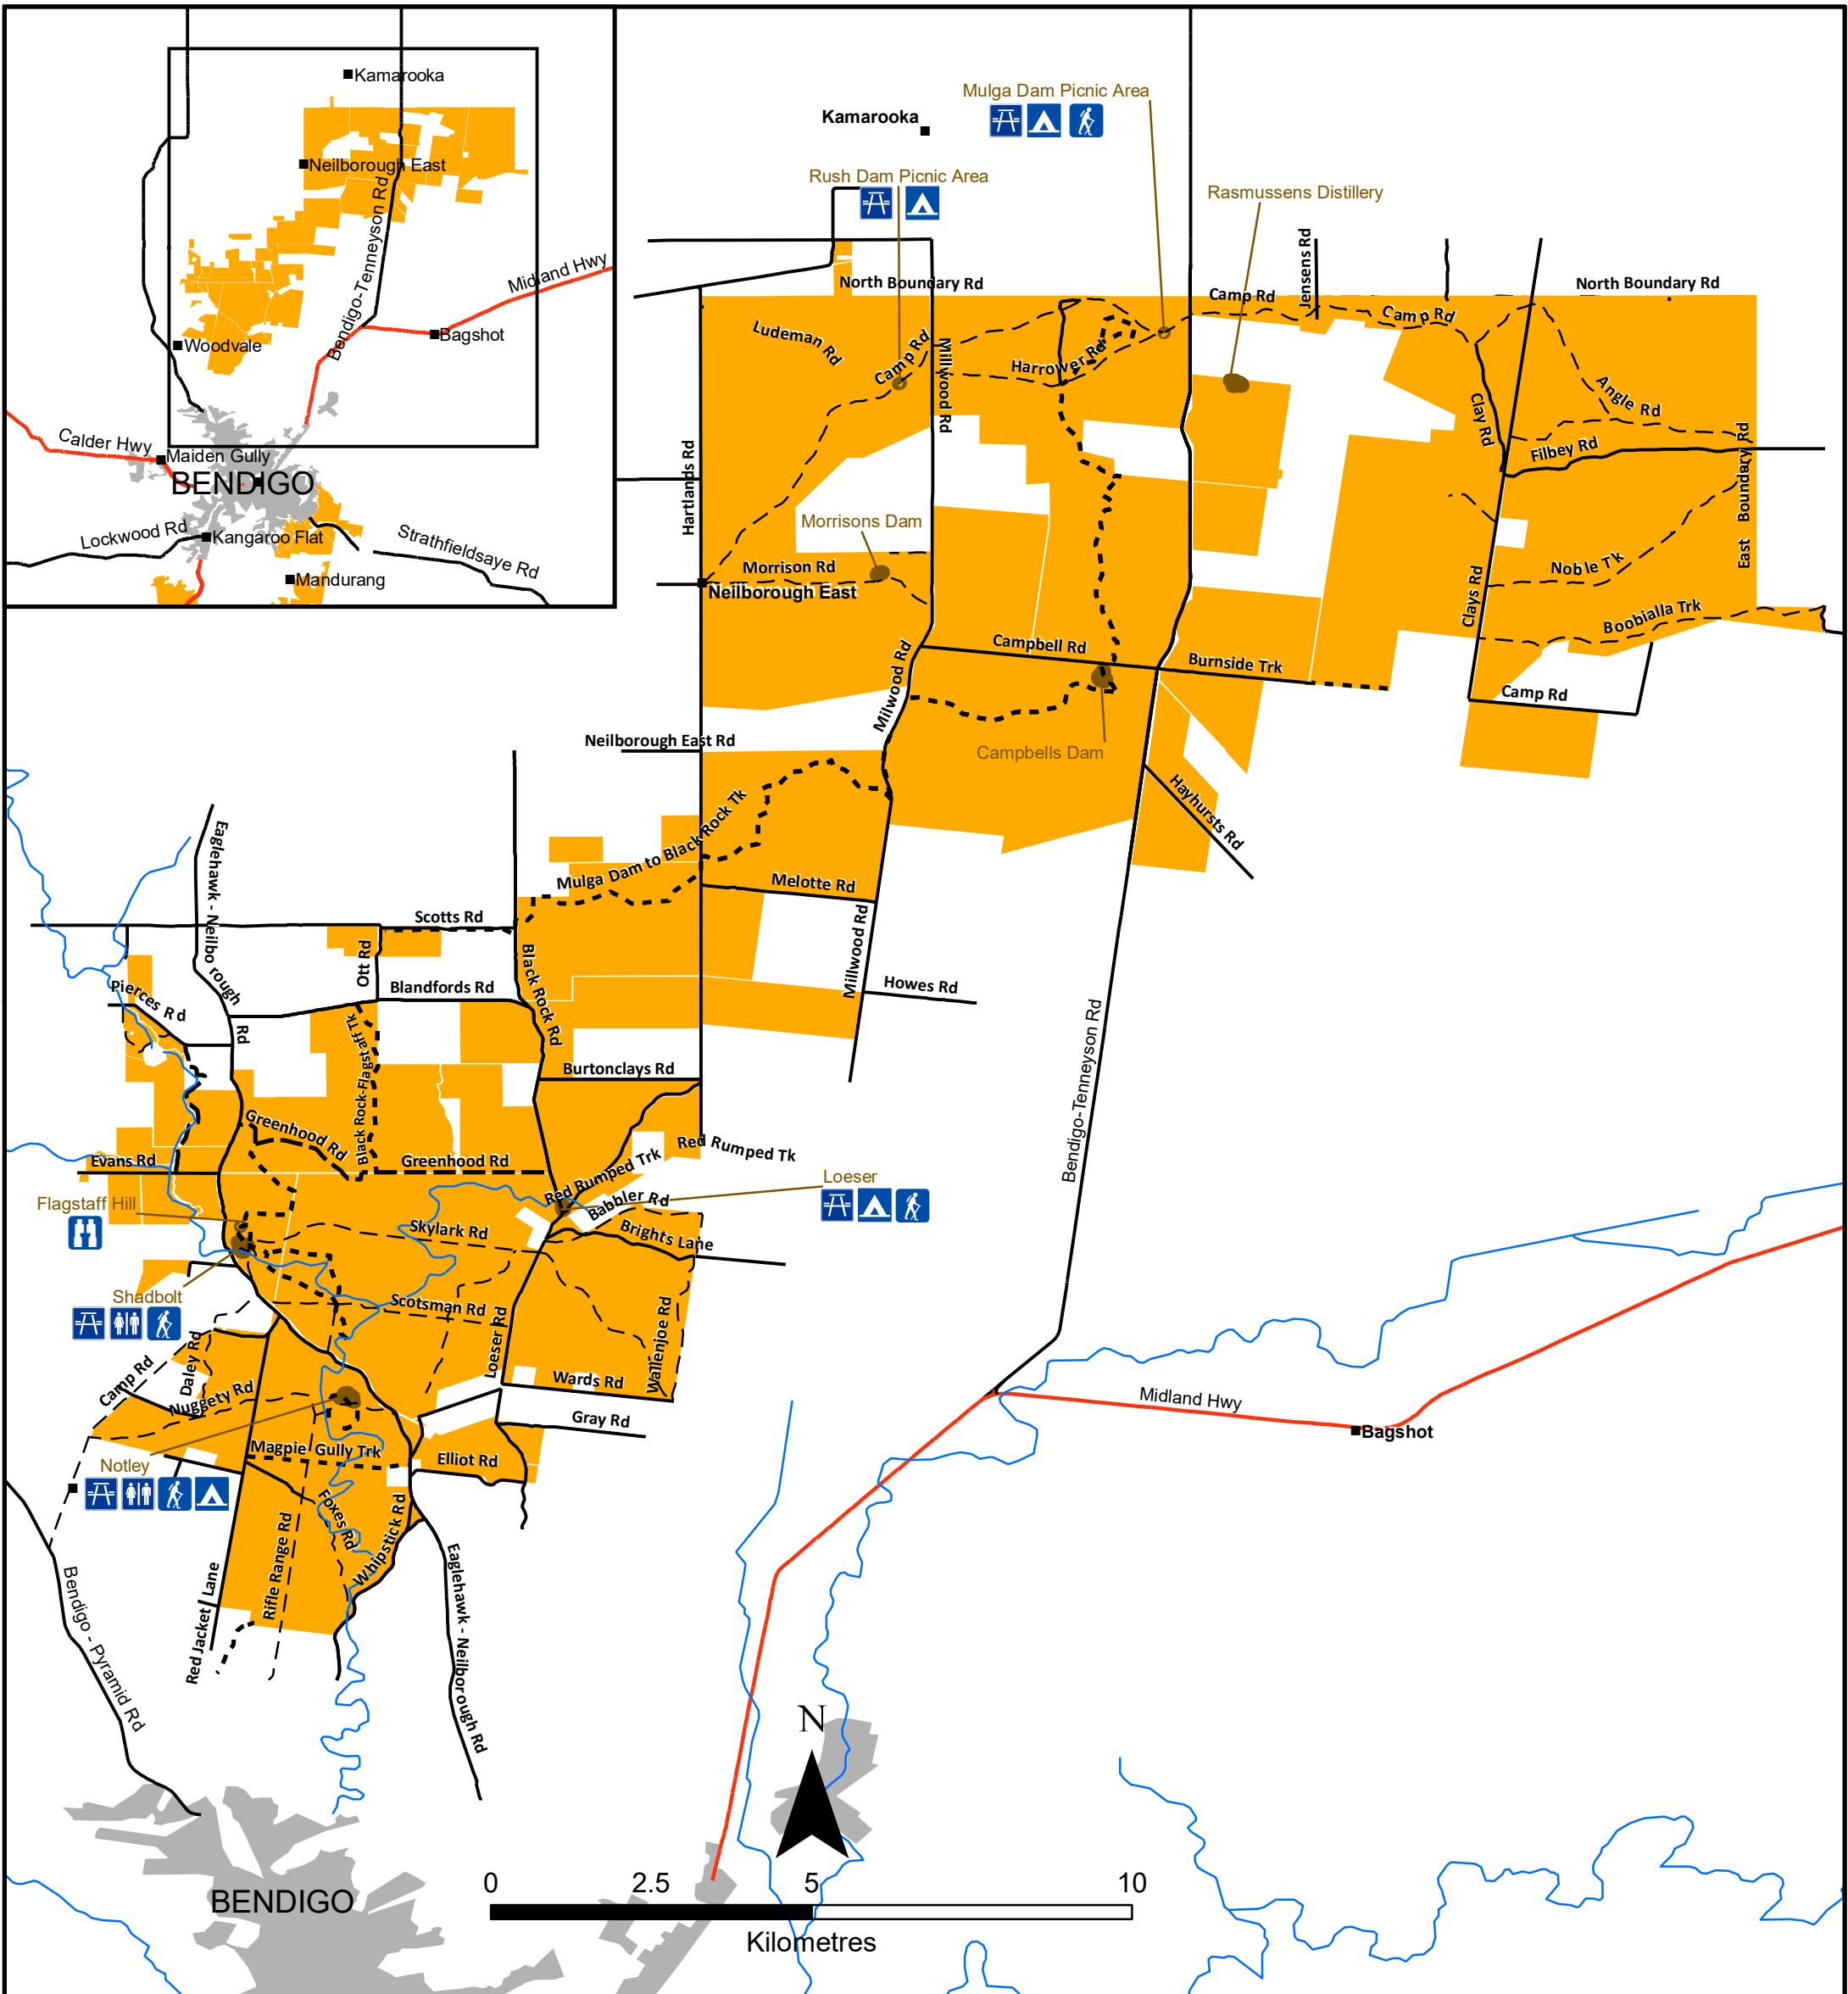 Kamarooka
Neilborough East
Bendigo-Tenneyson Rd
Midland Hwy
Bagshot
Woodvale
Calder Hwy
Maiden Gully
BENDIGO
Lockwood Rd
Kangaroo Flat
Strathfieldsaye Rd
Mandurang
Mulga Dam Picnic Area
Kamarooka
Rush Dam Picnic Area
Rasmussens Distillery
Jensens Rd
North Boundary Rd
Camp Rd
North Boundary Rd
Camp Rd
Ludeman Rd
Camp Rd
Millwood Rd
Harrower Rd
Angle Rd
Clay Rd
Filbey Rd
East Boundary Rd
Hartlands Rd
Morrisons Dam
Morrison Rd
Neilborough East
Noble Tk
Clays Rd
Boobialla Trk
Campbell Rd
Burnside Trk
Milwood Rd
Camp Rd
Neilborough East Rd
Campbells Dam
Hayhursts Rd
Mulga Dam to Black Rock Tk
Melotte Rd
Eaglehawk - Neilborough Rd
Scotts Rd
Ott Rd
Black Rock Rd
Millwood Rd
Howes Rd
Pierces Rd
Blandfords Rd
Black Rock-Flagstaff Tk
Bendigo-Tenneyson Rd
Burtonclays Rd
Greenhood Rd
Red Rumped Tk
Evans Rd
Greenhood Rd
Red Rumped Trk
Loeser
Flagstaff Hill
Babbler Rd
Skylark Rd
Brights Lane
Shadbolt
Scotsman Rd
Loeser Rd
Wallenjoe Rd
Camp Rd
Daley Rd
Nuggety Rd
Wards Rd
Gray Rd
Midland Hwy
Bagshot
Magpie Gully Trk
Elliot Rd
Notley
Foxes Rd
Rifle Range Rd
Whipstick Rd
Red Jacket Lane
Eaglehawk - Neilborough Rd
Bendigo - Pyramid Rd
N
BENDIGO
0 2.5 5 10
Kilometres